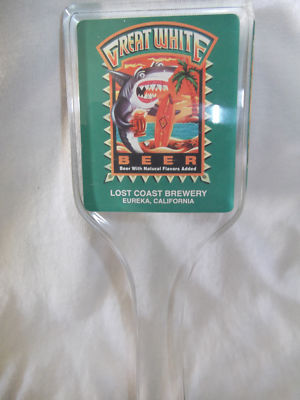 GREAT WHITE
BEER
Beer With Natural Flavors Added
LOST COAST BREWERY
EUREKA, CALIFORNIA